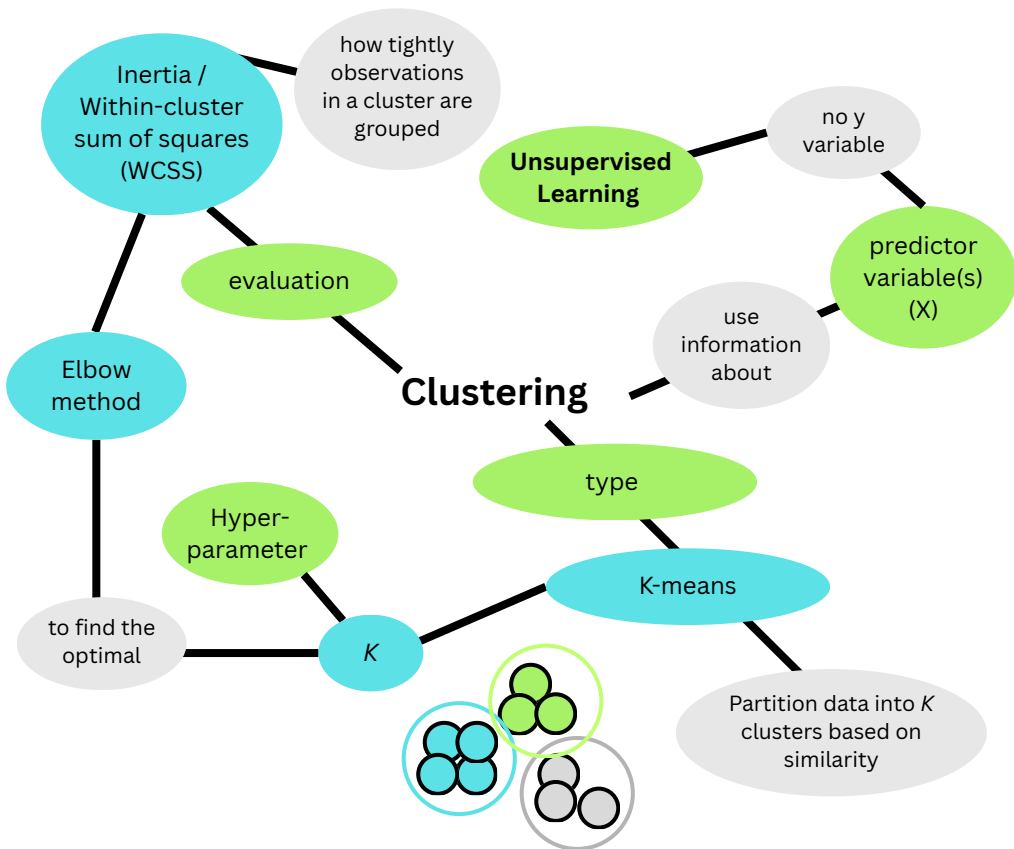 Inertia /
Within-cluster
sum of squares
(WCSS)
how tightly
observations
in a cluster are
grouped
Unsupervised
Learning
no y
variable
predictor
variable(s)
(X)
evaluation
use
information
about
Elbow
method
Clustering
type
Hyper-
parameter
K-means
to find the
optimal
K
Partition data into K
clusters based on
similarity